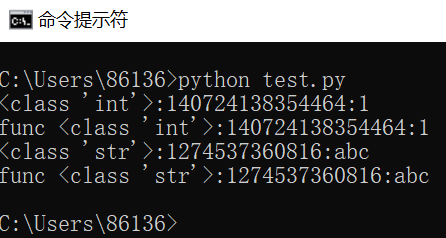 命令提示符
C:\Users\86136>python test.py
<class 'int'>:140724138354464:1
func <class 'int'>:140724138354464:1
<class 'str'>:1274537360816:abc
func <class 'str'>:1274537360816:abc
C:\Users\86136>